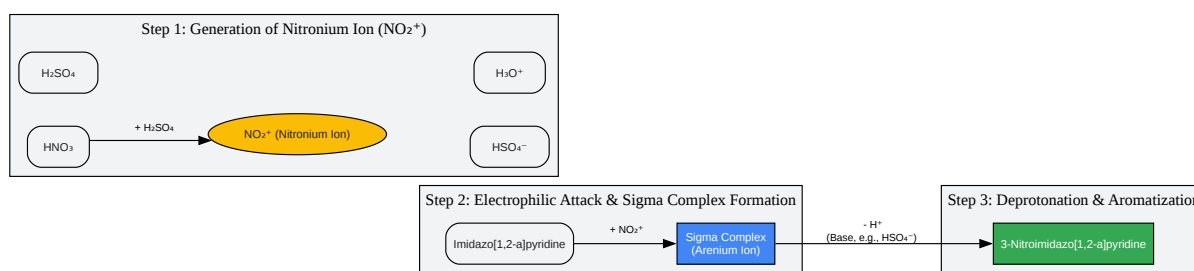 Step 1: Generation of Nitronium Ion (NO₂⁺)
H₂SO₄
H₃O⁺
HNO₃
+ H₂SO₄
NO₂⁺ (Nitronium Ion)
HSO₄⁻
Step 2: Electrophilic Attack & Sigma Complex Formation
Imidazo[1,2-a]pyridine
+ NO₂⁺
Sigma Complex
(Arenium Ion)
- H⁺
(Base, e.g., HSO₄⁻)
Step 3: Deprotonation & Aromatization
3-Nitroimidazo[1,2-a]pyridine